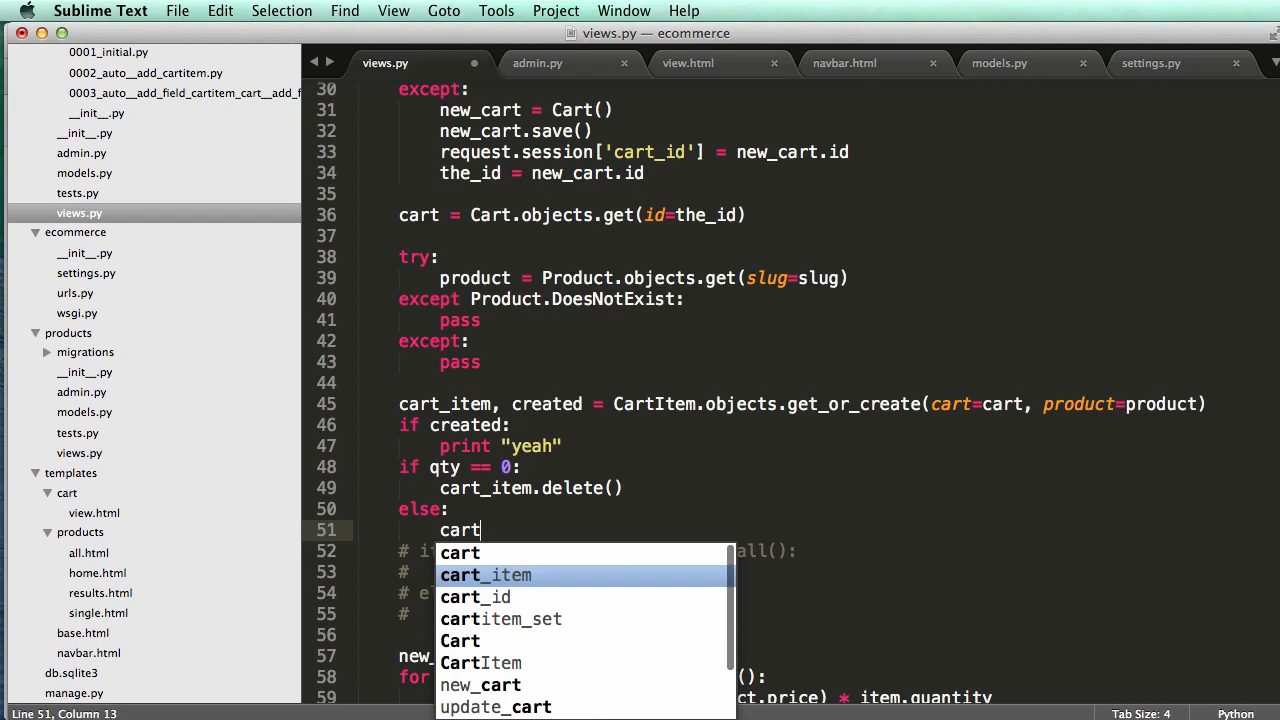 Sublime Text File Edit Selection Find View Goto Tools Project Window Help
views.py — ecommerce
0001_initial.py
0002_auto__add_cartitem.py
0003_auto__add_field_cartitem_cart__add_f
__init__.py
__init__.py
admin.py
models.py
tests.py
views.py
ecommerce
__init__.py
settings.py
urls.py
wsgi.py
products
migrations
__init__.py
admin.py
models.py
tests.py
views.py
templates
cart
view.html
products
all.html
home.html
results.html
single.html
base.html
navbar.html
db.sqlite3
manage.py
views.py admin.py view.html navbar.html models.py settings.py
30 except:
31 new_cart = Cart()
32 new_cart.save()
33 request.session['cart_id'] = new_cart.id
34 the_id = new_cart.id
35
36 cart = Cart.objects.get(id=the_id)
37
38 try:
39 product = Product.objects.get(slug=slug)
40 except Product.DoesNotExist:
41 pass
42 except:
43 pass
44
45 cart_item, created = CartItem.objects.get_or_create(cart=cart, product=product)
46 if created:
47 print "yeah"
48 if qty == 0:
49 cart_item.delete()
50 else:
51 cart
52 # i all():
53 #
54 # e
55 #
56
57 new_
58 for ():
59 ct.price) * item.quantity
cart
cart_item
cart_id
cartitem_set
Cart
CartItem
new_cart
update_cart
Line 51, Column 13 Tab Size: 4 Python